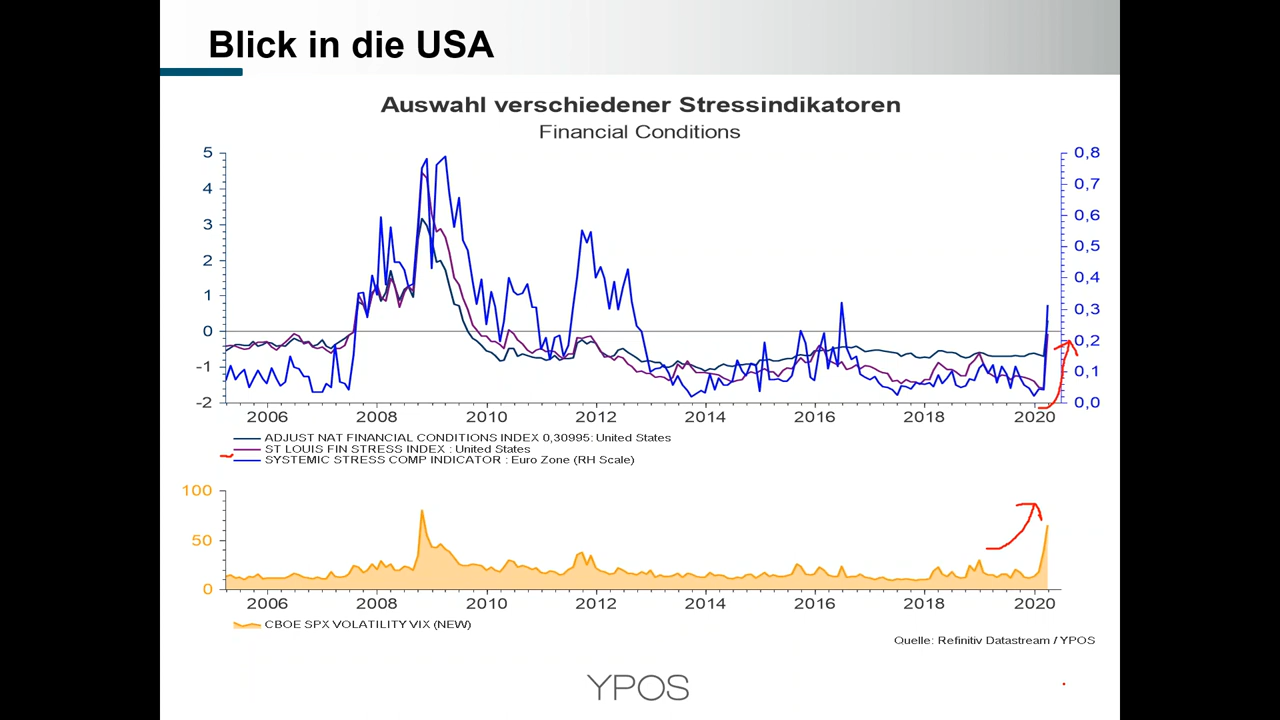 Blick in die USA
Auswahl verschiedener Stressindikatoren
Financial Conditions
5 0,8
4 0,7
3 0,6
2 0,5
1 0,4
0 0,3
-1 0,2
-2 0,1
0,0
2006 2008 2010 2012 2014 2016 2018 2020
ADJUST NAT FINANCIAL CONDITIONS INDEX 0,30995: United States
ST LOUIS FIN STRESS INDEX : United States
SYSTEMIC STRESS COMP INDICATOR : Euro Zone (RH Scale)
100
50
0
2006 2008 2010 2012 2014 2016 2018 2020
CBOE SPX VOLATILITY VIX (NEW)
Quelle: Refinitiv Datastream / YPOS
YPOS